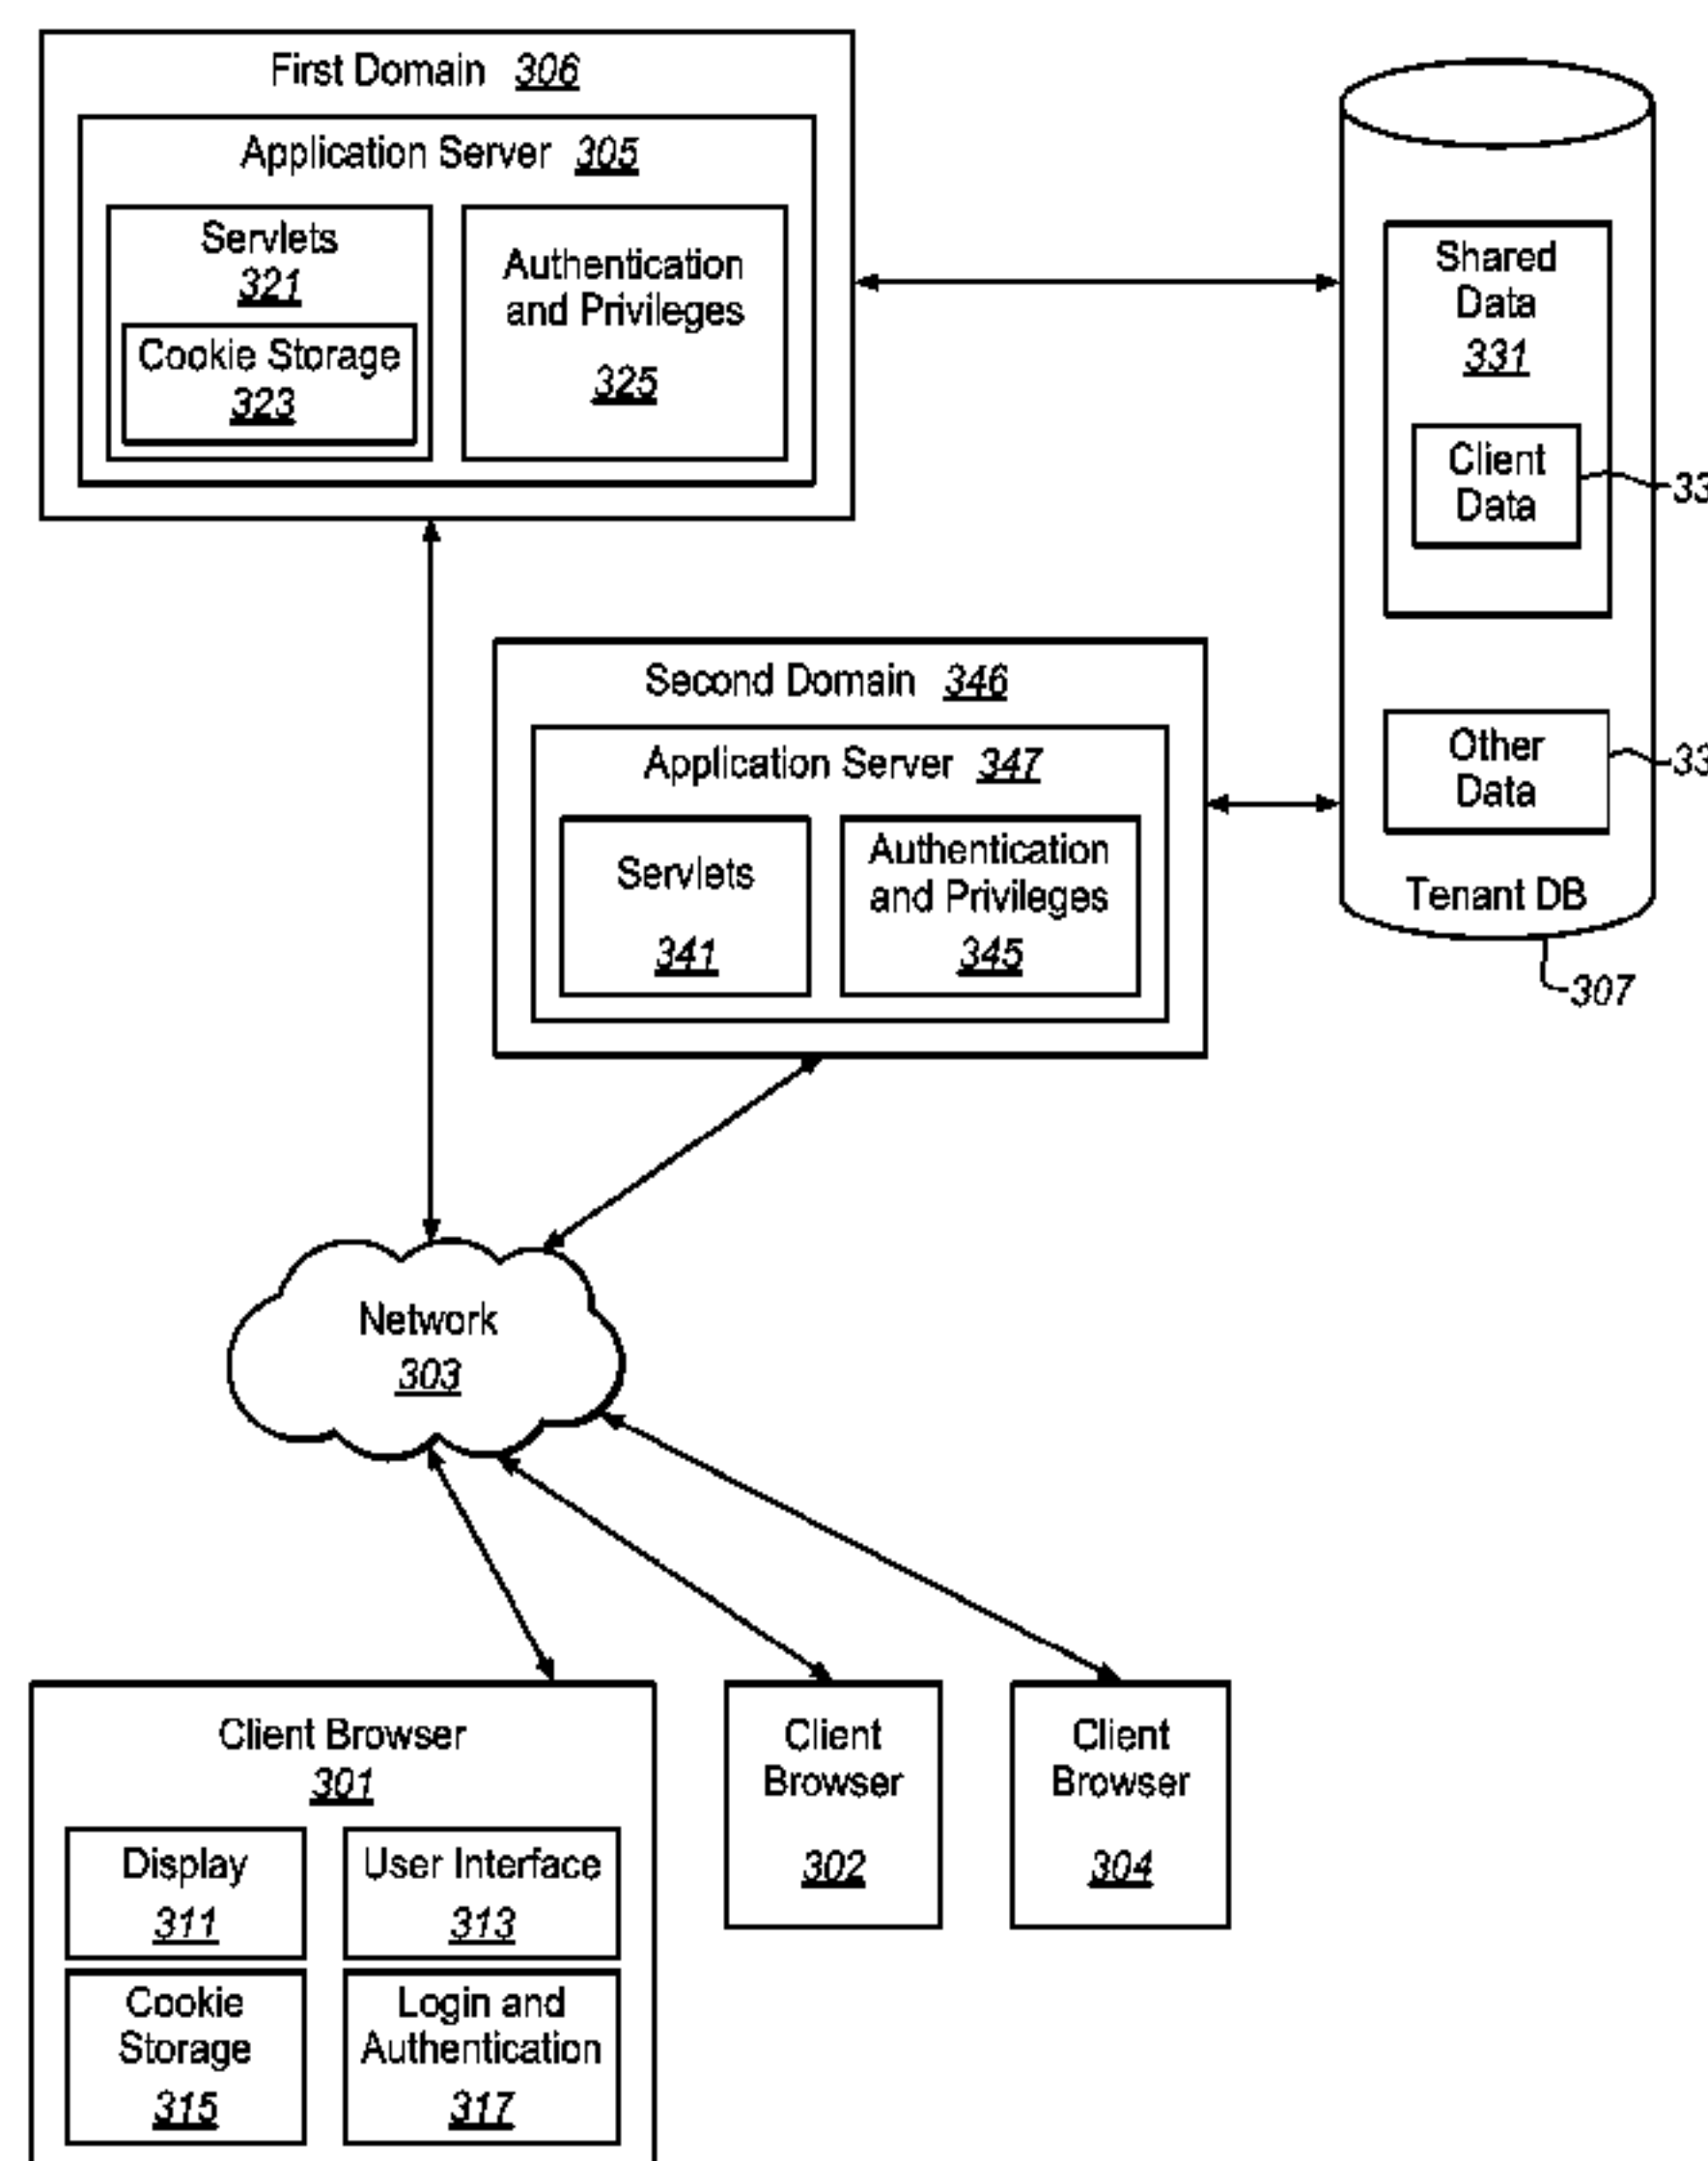 First Domain 306
Application Server 305
Servlets
321
Cookie Storage
323
Authentication
and Privileges
325
Shared
Data
331
Client
Data
33
Other
Data
33
Tenant DB
307
Second Domain 346
Application Server 347
Servlets
341
Authentication
and Privileges
345
Network
303
Client Browser
301
Display
311
User Interface
313
Cookie
Storage
315
Login and
Authentication
317
Client
Browser
302
Client
Browser
304